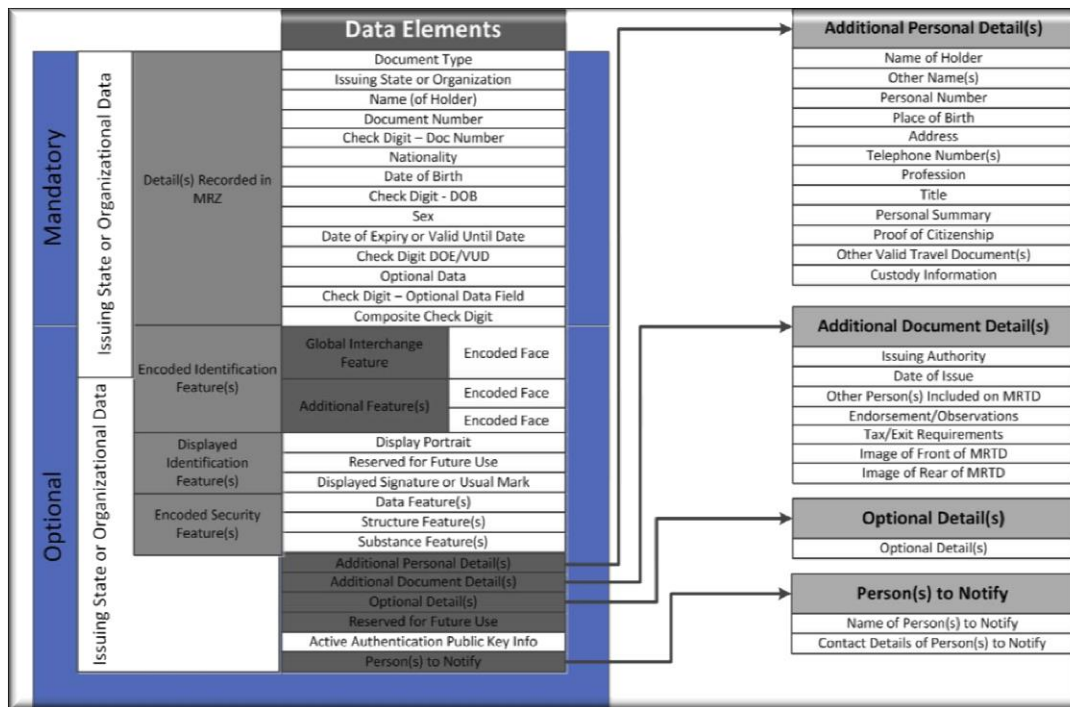 Data Elements
Mandatory
Optional
Issuing State or Organizational Data
Issuing State or Organizational Data
Detail(s) Recorded in
MRZ
Document Type
Issuing State or Organization
Name (of Holder)
Document Number
Check Digit – Doc Number
Nationality
Date of Birth
Check Digit - DOB
Sex
Date of Expiry or Valid Until Date
Check Digit DOE/VUD
Optional Data
Check Digit – Optional Data Field
Composite Check Digit
Encoded Identification
Feature(s)
Global Interchange
Feature
Encoded Face
Additional Feature(s)
Encoded Face
Encoded Face
Displayed
Identification
Feature(s)
Display Portrait
Reserved for Future Use
Displayed Signature or Usual Mark
Encoded Security
Feature(s)
Data Feature(s)
Structure Feature(s)
Substance Feature(s)
Additional Personal Detail(s)
Additional Document Detail(s)
Optional Detail(s)
Reserved for Future Use
Active Authentication Public Key Info
Person(s) to Notify
Additional Personal Detail(s)
Name of Holder
Other Name(s)
Personal Number
Place of Birth
Address
Telephone Number(s)
Profession
Title
Personal Summary
Proof of Citizenship
Other Valid Travel Document(s)
Custody Information
Additional Document Detail(s)
Issuing Authority
Date of Issue
Other Person(s) Included on MRTD
Endorsement/Observations
Tax/Exit Requirements
Image of Front of MRTD
Image of Rear of MRTD
Optional Detail(s)
Optional Detail(s)
Person(s) to Notify
Name of Person(s) to Notify
Contact Details of Person(s) to Notify